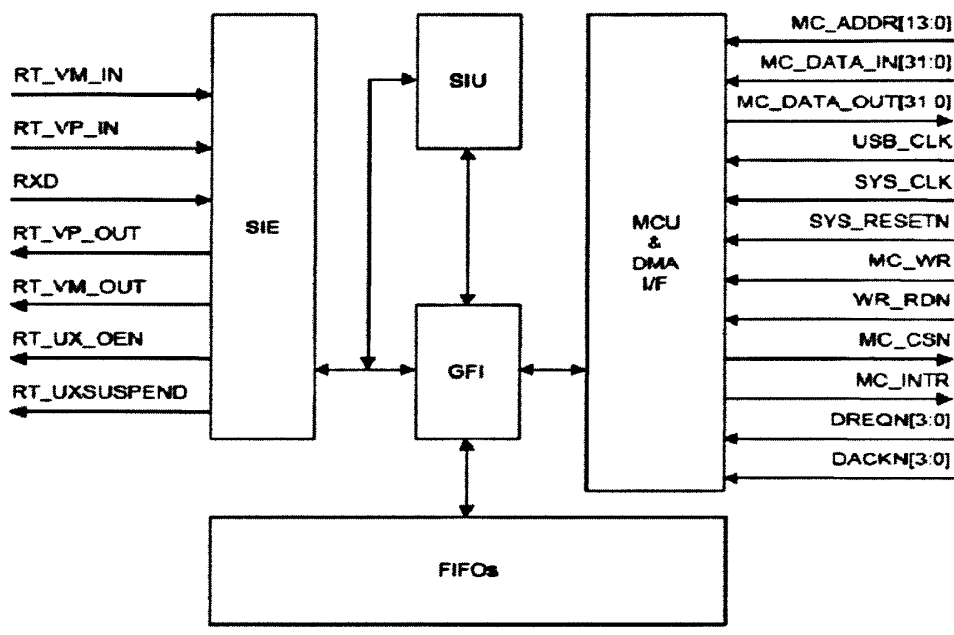 RT_VM_IN
RT_VP_IN
RXD
RT_VP_OUT
RT_VM_OUT
RT_UX_OEN
RT_UXSUSPEND
SIE
SIU
GFI
FIFOs
MCU
&
DMA
I/F
MC_ADDR[13:0]
MC_DATA_IN[31:0]
MC_DATA_OUT[31:0]
USB_CLK
SYS_CLK
SYS_RESETN
MC_WR
WR_RDN
MC_CSN
MC_INTR
DREQN[3:0]
DACKN[3:0]